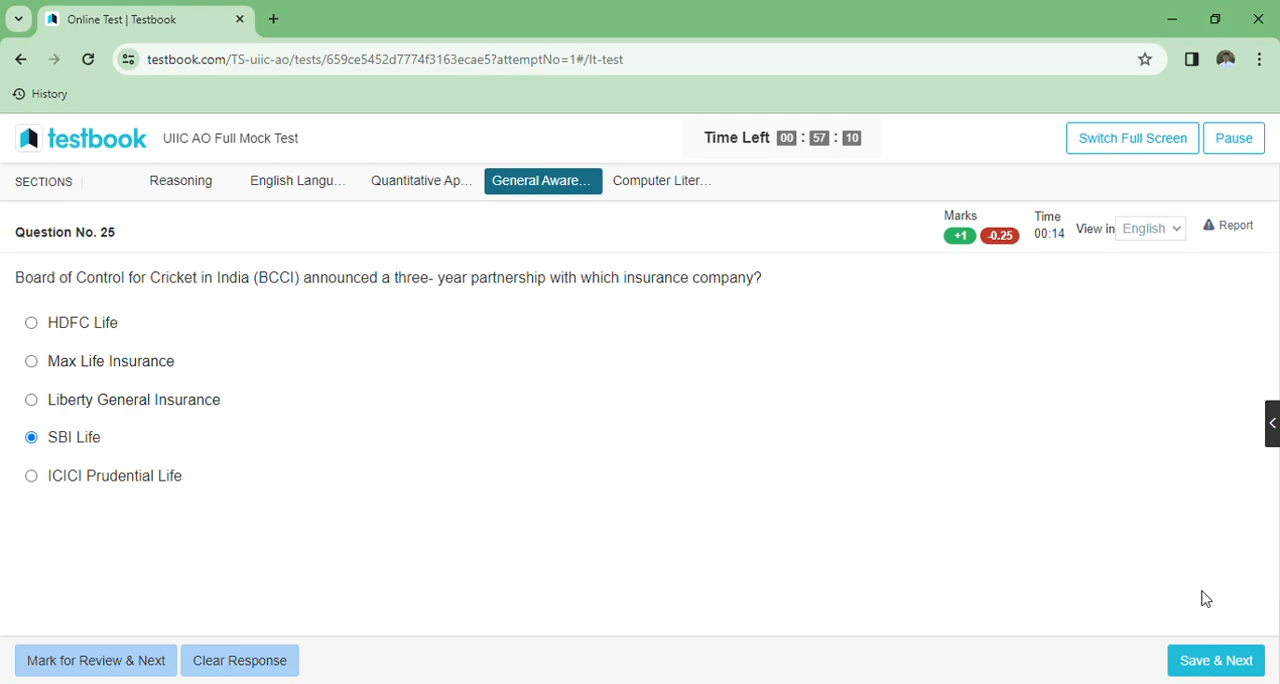 Online Test | Testbook
testbook.com/TS-uiic-ao/tests/659ce5452d7774f3163ecae5?attemptNo=1#/lt-test
History
testbook UIIC AO Full Mock Test Time Left 00 : 57 : 10 Switch Full Screen Pause
SECTIONS Reasoning English Langu... Quantitative Ap... General Aware... Computer Liter...
Question No. 25 Marks +1 -0.25 Time 00:14 View in English Report
Board of Control for Cricket in India (BCCI) announced a three- year partnership with which insurance company?
HDFC Life
Max Life Insurance
Liberty General Insurance
SBI Life
ICICI Prudential Life
Mark for Review & Next Clear Response Save & Next